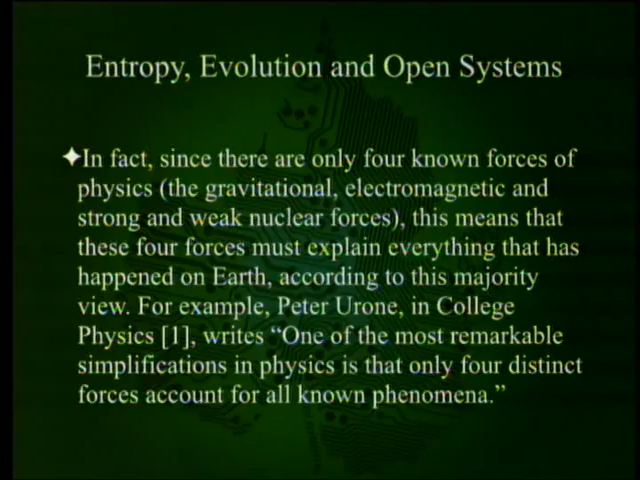 Entropy, Evolution and Open Systems
✦In fact, since there are only four known forces of
physics (the gravitational, electromagnetic and
strong and weak nuclear forces), this means that
these four forces must explain everything that has
happened on Earth, according to this majority
view. For example, Peter Urone, in College
Physics [1], writes “One of the most remarkable
simplifications in physics is that only four distinct
forces account for all known phenomena.”